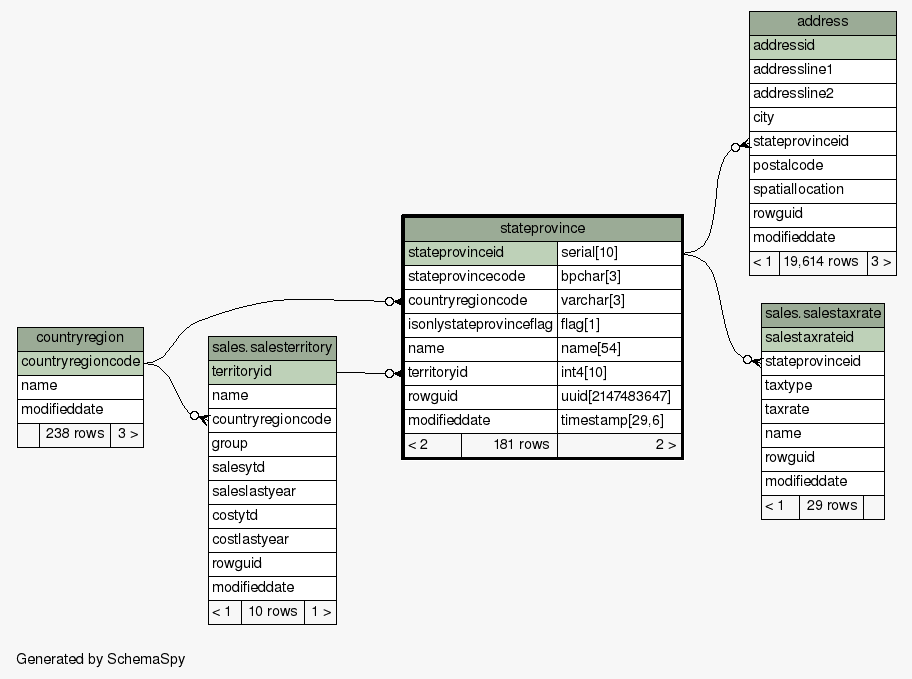 address
addressid
addressline1
addressline2
city
stateprovinceid
postalcode
spatiallocation
rowguid
modifieddate
< 1 19,614 rows 3 >
stateprovince
stateprovinceid serial[10]
stateprovincecode bpchar[3]
countryregioncode varchar[3]
isonlystateprovinceflag flag[1]
name name[54]
territoryid int4[10]
rowguid uuid[2147483647]
modifieddate timestamp[29,6]
< 2 181 rows 2 >
countryregion
countryregioncode
name
modifieddate
238 rows 3 >
sales.salesterritory
territoryid
name
countryregioncode
group
salesytd
saleslastyear
costytd
costlastyear
rowguid
modifieddate
< 1 10 rows 1 >
sales.salestaxrate
salestaxrateid
stateprovinceid
taxtype
taxrate
name
rowguid
modifieddate
< 1 29 rows
Generated by SchemaSpy